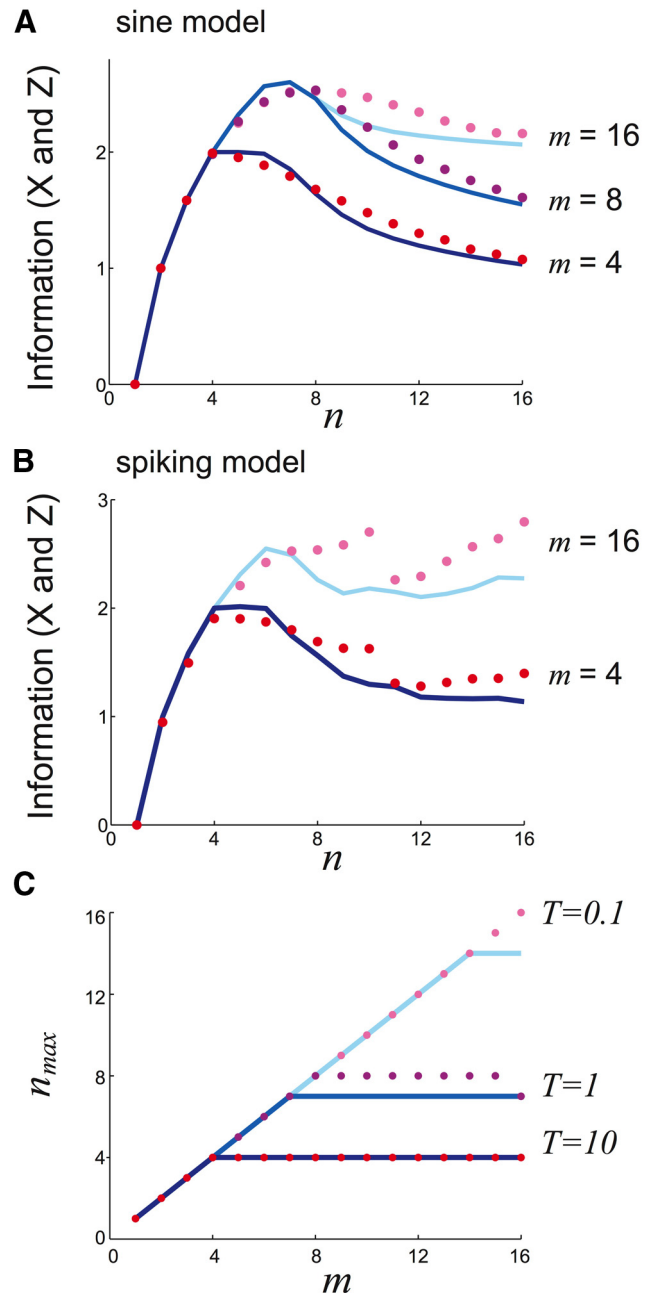 A sine model
Information (X and Z)
2
1
0
0 4 8 12 16
n
m = 16
m = 8
m = 4
B spiking model
Information (X and Z)
3
2
1
0
0 4 8 12 16
n
m = 16
m = 4
C
n max
16
12
8
4
0
0 4 8 12 16
m
T=0.1
T=1
T=10